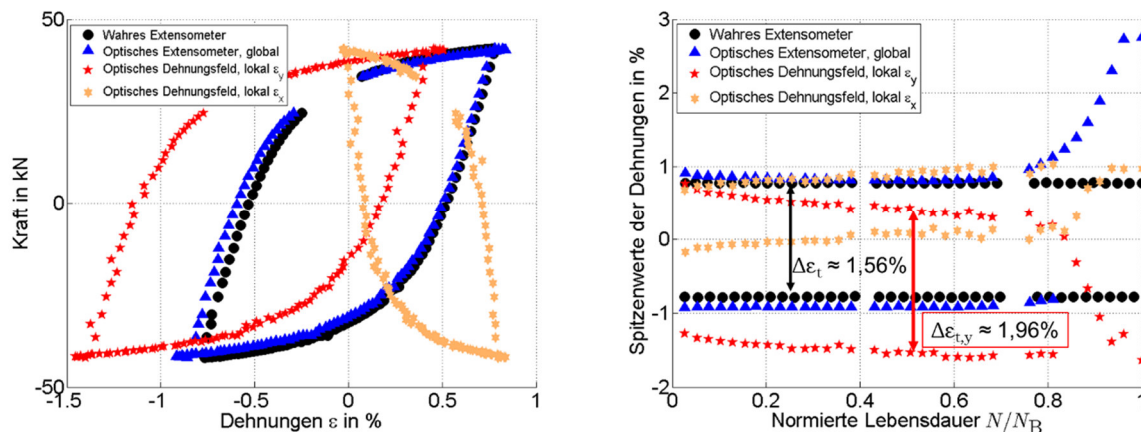 50
Wahres Extensometer
Optisches Extensometer, global
Optisches Dehnungsfeld, lokal εy
Optisches Dehnungsfeld, lokal εx
Kraft in kN
0
-50
-1.5 -1 -0.5 0 0.5 1
Dehnungen ε in %
3
Wahres Extensometer
Optisches Extensometer, global
Optisches Dehnungsfeld, lokal εy
Optisches Dehnungsfeld, lokal εx
Spitzenwerte der Dehnungen in %
2
1
0
-1
-2
Δεt ≈ 1,56%
Δεt,y ≈ 1,96%
0 0.2 0.4 0.6 0.8 1
Normierte Lebensdauer N/NB